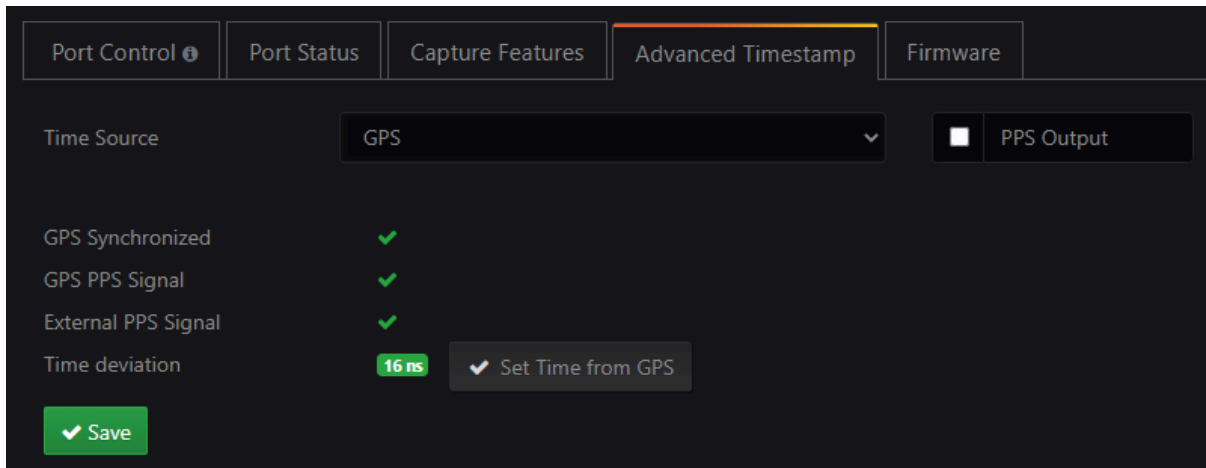 Port Control Port Status Capture Features Advanced Timestamp Firmware
Time Source GPS PPS Output
GPS Synchronized
GPS PPS Signal
External PPS Signal
Time deviation 16 ns Set Time from GPS
Save